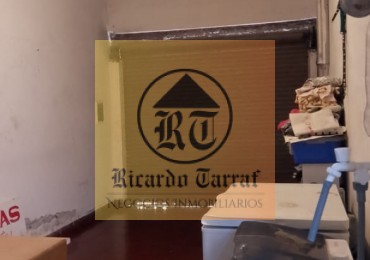 RT
Ricardo Tarraf
NEGOCIOS INMOBILIARIOS
AS